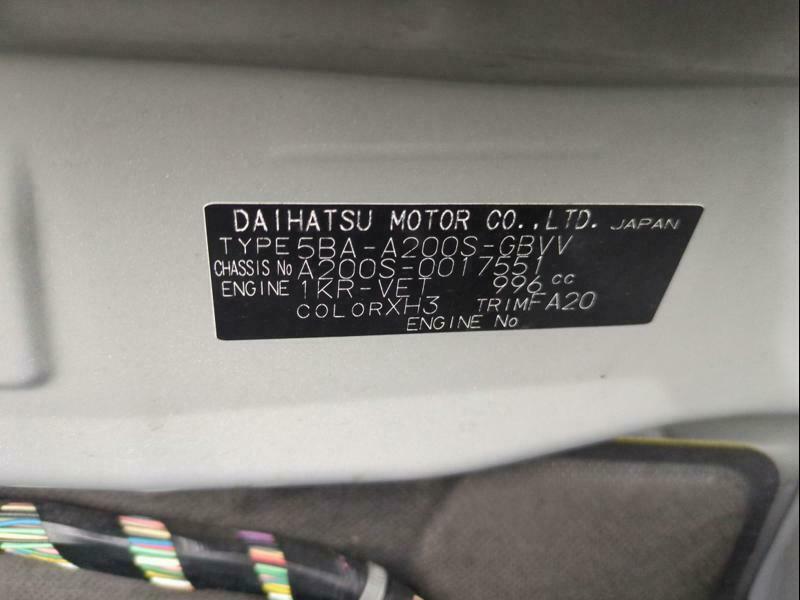 DAIHATSU MOTOR CO.,LTD. JAPAN
TYPE 5BA-A200S-GBVV
CHASSIS No A200S-0017551
ENGINE 1KR-VET 996 cc
COLOR XH3 TRIM FA20
ENGINE No